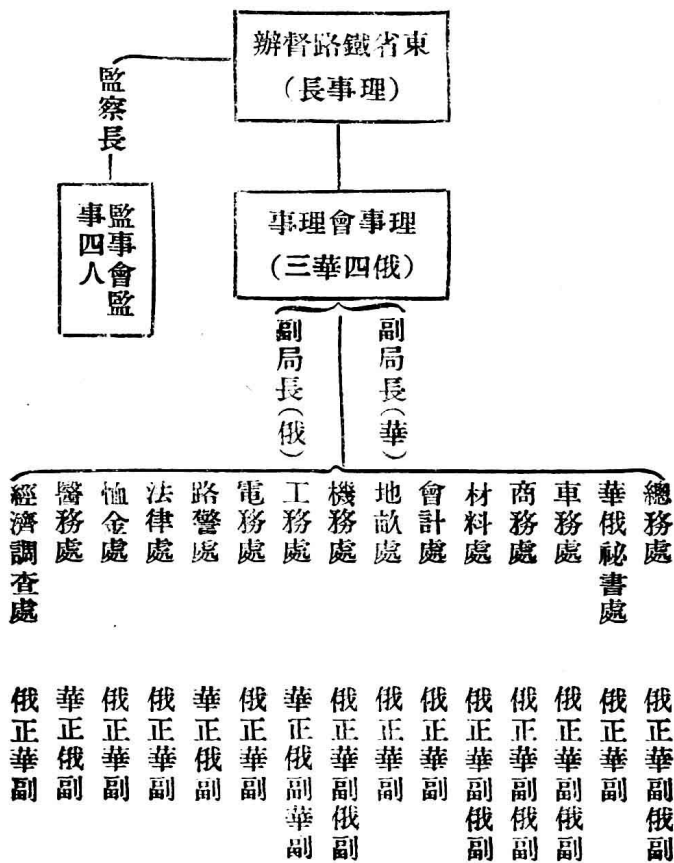 東省鐵路督辦
(理事長)
監察長
監事會監
事四人
理事會理事
(俄四華三)
副局長(華)
副局長(俄)
總務處
華俄祕書處
車務處
商務處
材料處
會計處
地畝處
機務處
工務處
電務處
路警處
法律處
恤金處
醫務處
經濟調查處
俄正華副俄副
俄正華副
俄正華副俄副
俄正華副俄副
俄正華副俄副
俄正華副
俄正華副
俄正華副俄副
華正俄副華副
俄正華副
華正俄副
俄正華副
俄正華副
華正俄副
俄正華副